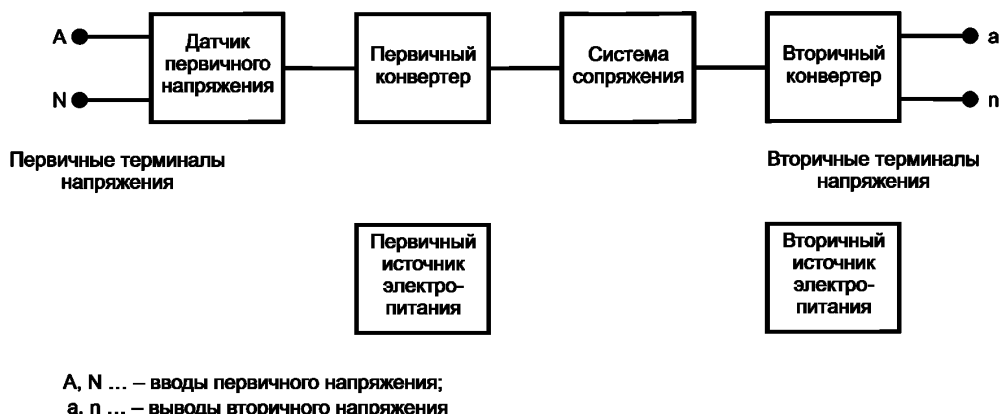 A
N
Датчик
первичного
напряжения
Первичный
конвертер
Система
сопряжения
Вторичный
конвертер
a
n
Первичные терминалы
напряжения
Вторичные терминалы
напряжения
Первичный
источник
электро-
питания
Вторичный
источник
электро-
питания
A, N ... – вводы первичного напряжения;
a, n ... – выводы вторичного напряжения